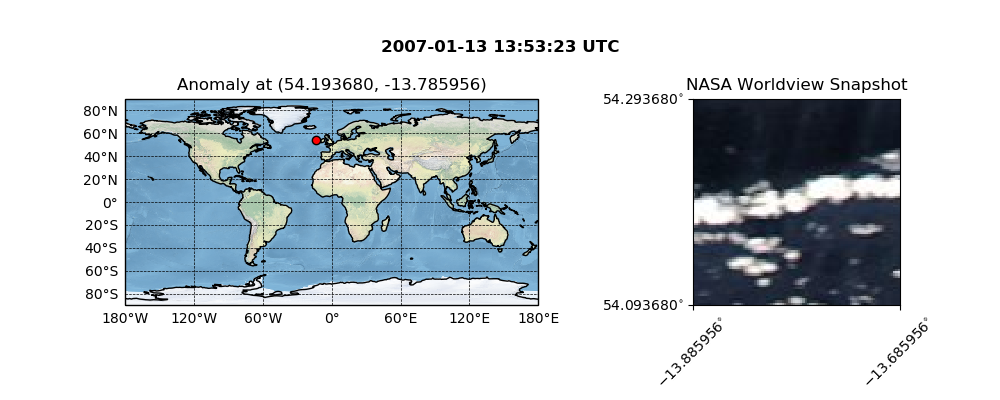 2007-01-13 13:53:23 UTC
Anomaly at (54.193680, -13.785956)
80°N
60°N
40°N
20°N
0°
20°S
40°S
60°S
80°S
180°W 120°W 60°W 0° 60°E 120°E 180°E
NASA Worldview Snapshot
54.293680°
54.093680°
−13.885956°
−13.685956°